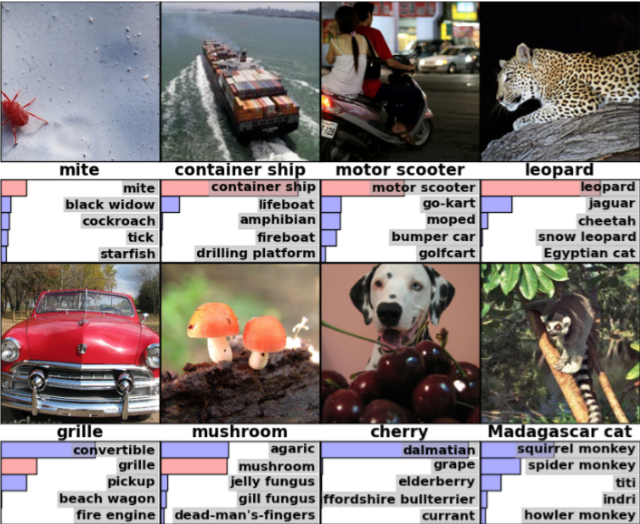 mite
container ship
motor scooter
leopard
mite
black widow
cockroach
tick
starfish
container ship
lifeboat
amphibian
fireboat
drilling platform
motor scooter
go-kart
moped
bumper car
golfcart
leopard
jaguar
cheetah
snow leopard
Egyptian cat
grille
mushroom
cherry
Madagascar cat
convertible
grille
pickup
beach wagon
fire engine
agaric
mushroom
jelly fungus
gill fungus
dead-man's-fingers
dalmatian
grape
elderberry
ffordshire bullterrier
currant
squirrel monkey
spider monkey
titi
indri
howler monkey